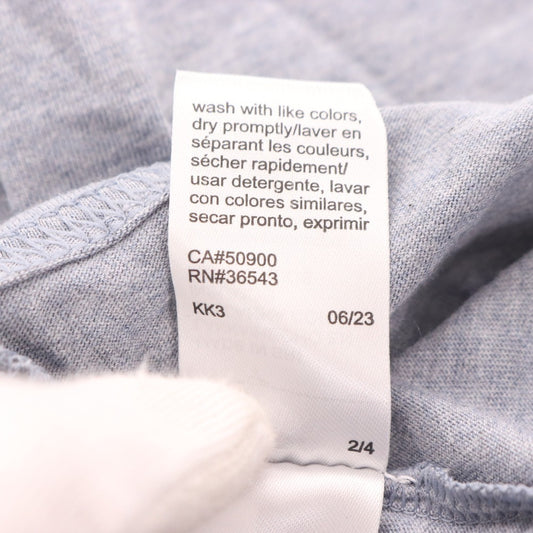 wash with like colors,
dry promptly/laver en
séparant les couleurs,
sécher rapidement/
usar detergente, lavar
con colores similares,
secar pronto, exprimir
CA#50900
RN#36543
KK3 06/23
2/4